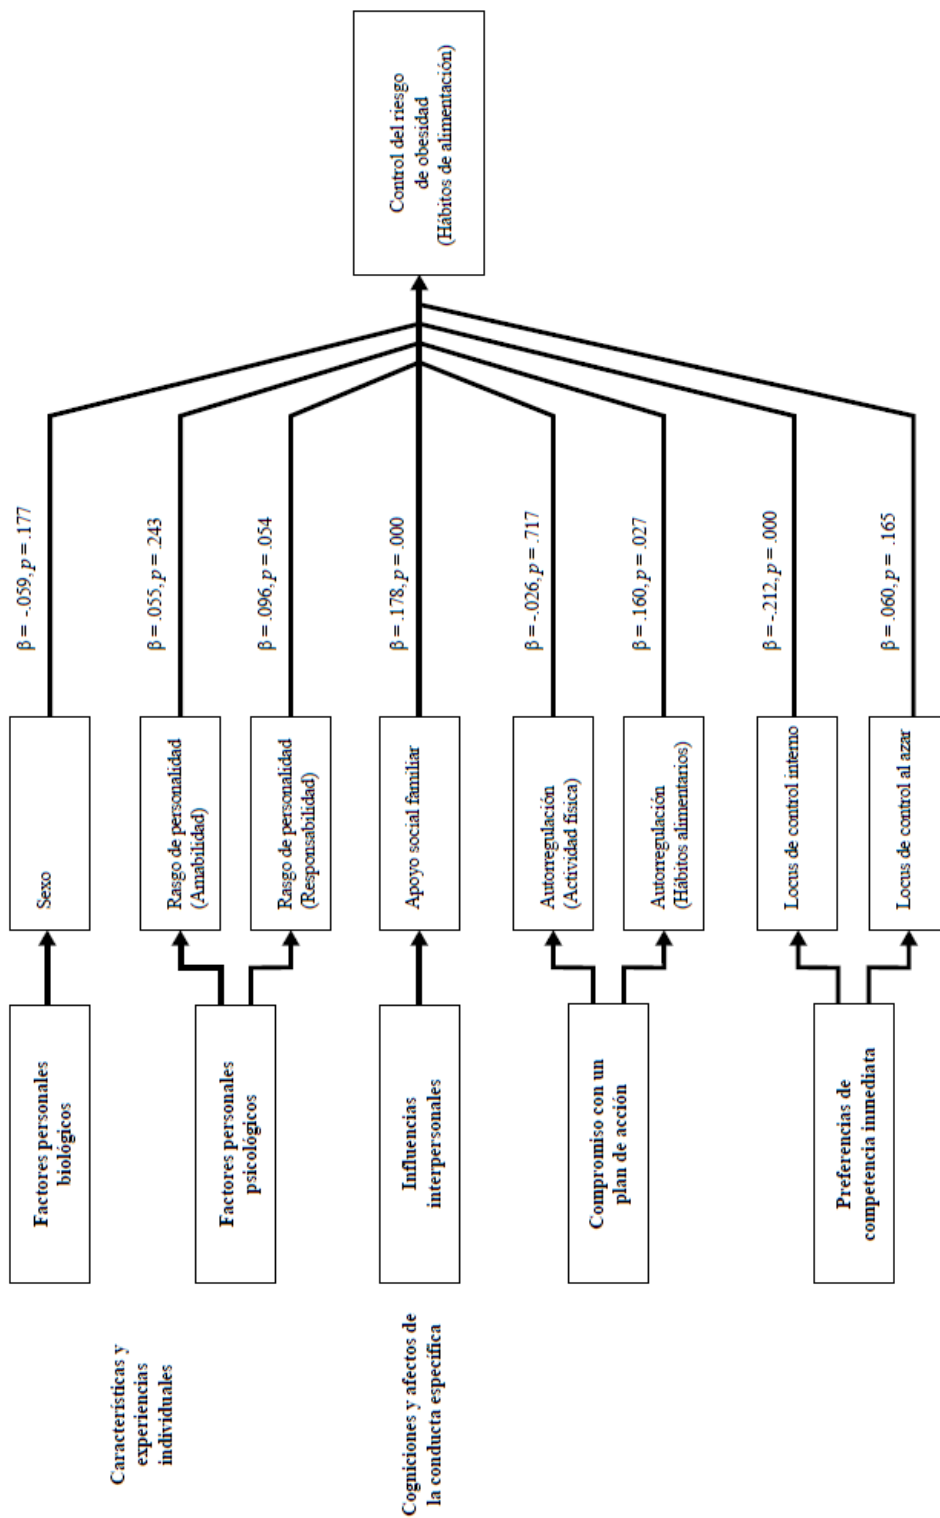 Características y
experiencias
individuales
Cogniciones y afectos de
la conducta específica
Factores personales
biológicos
Factores personales
psicológicos
Influencias
interpersonales
Compromiso con un
plan de acción
Preferencias de
competencia inmediata
Sexo
Rasgo de personalidad
(Amabilidad)
Rasgo de personalidad
(Responsabilidad)
Apoyo social familiar
Autorregulación
(Actividad física)
Autorregulación
(Hábitos alimentarios)
Locus de control interno
Locus de control al azar
β = -.059, p = .177
β = .055, p = .243
β = .096, p = .054
β = .178, p = .000
β = -.026, p = .717
β = .160, p = .027
β = -.212, p = .000
β = .060, p = .165
Control del riesgo
de obesidad
(Hábitos de alimentación)